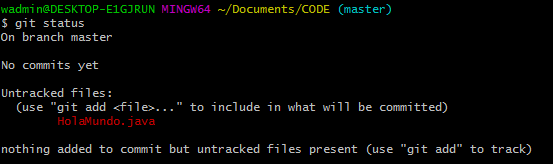 wadmin@DESKTOP-E1GJRUN MINGW64 ~/Documents/CODE (master)
$ git status
On branch master
No commits yet
Untracked files:
(use "git add <file>..." to include in what will be committed)
HolaMundo.java
nothing added to commit but untracked files present (use "git add" to track)